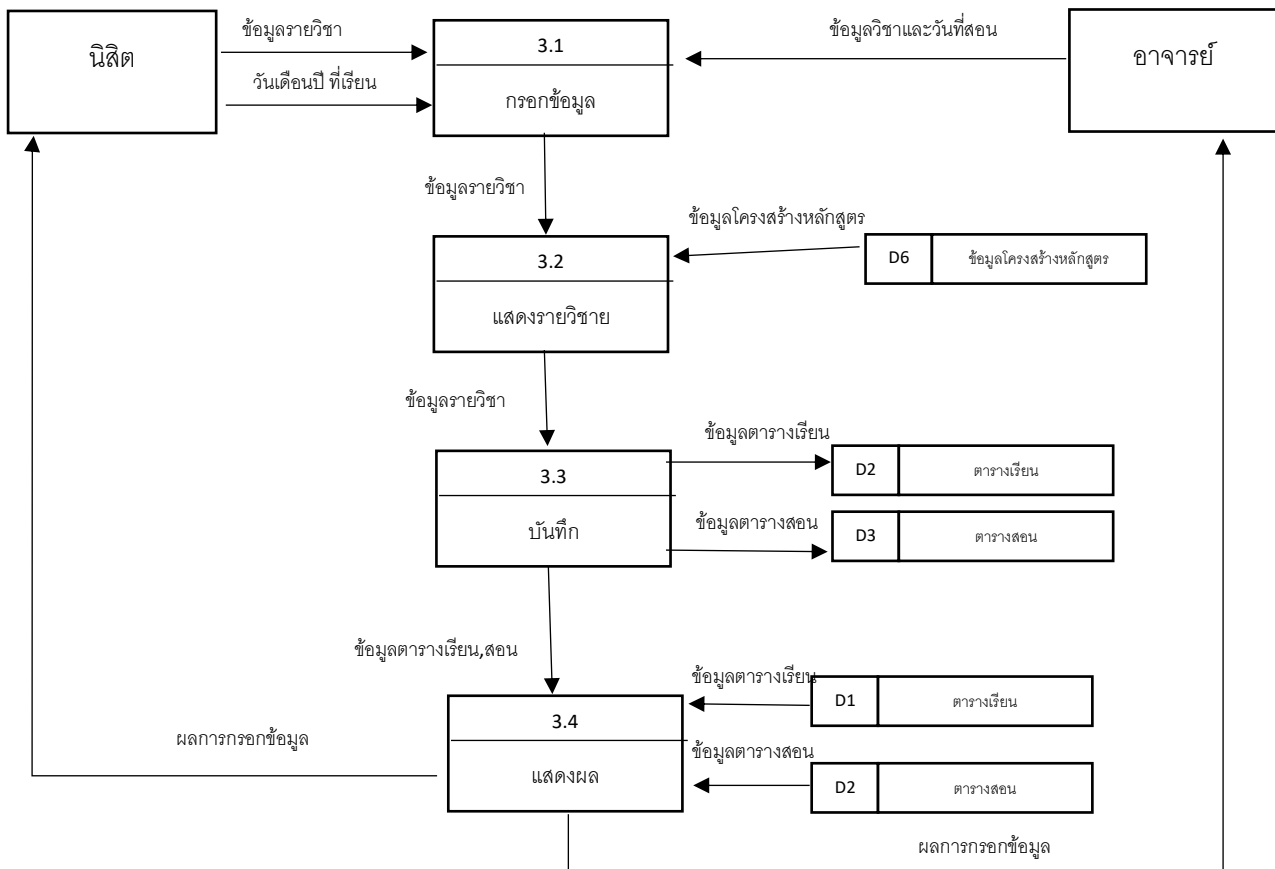 ข้อมูลรายวิชา
ข้อมูลวิชาและวันที่สอน
นิสิต
3.1
อาจารย์
วันเดือนปี ที่เรียน
กรอกข้อมูล
ข้อมูลรายวิชา
ข้อมูลโครงสร้างหลักสูตร
3.2
D6
ข้อมูลโครงสร้างหลักสูตร
แสดงรายวิชาย
ข้อมูลรายวิชา
ข้อมูลตารางเรียน
3.3
D2
ตารางเรียน
ข้อมูลตารางสอน
บันทึก
D3
ตารางสอน
ข้อมูลตารางเรียน,สอน
ข้อมูลตารางเรียน
3.4
D1
ตารางเรียน
ผลการกรอกข้อมูล
ข้อมูลตารางสอน
แสดงผล
D2
ตารางสอน
ผลการกรอกข้อมูล